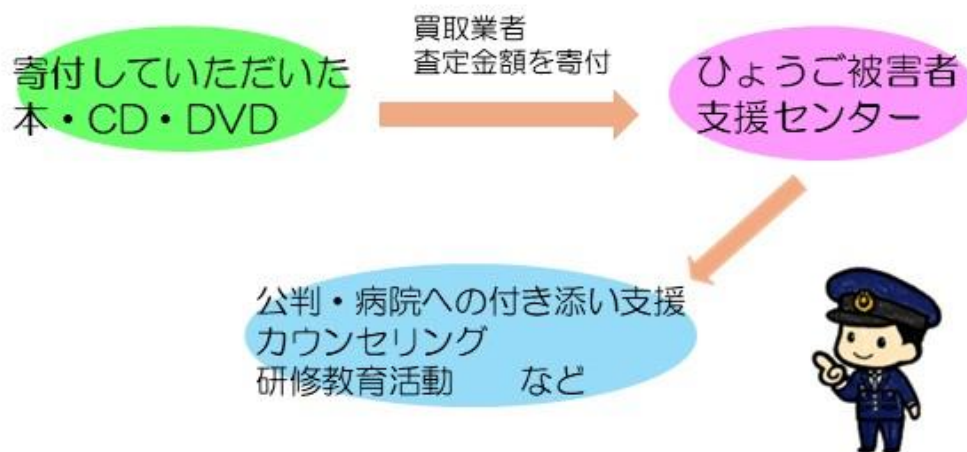 寄付していただいた
本・CD・DVD
買取業者
査定金額を寄付
ひょうご被害者
支援センター
公判・病院への付き添い支援
カウンセリング
研修教育活動　　など